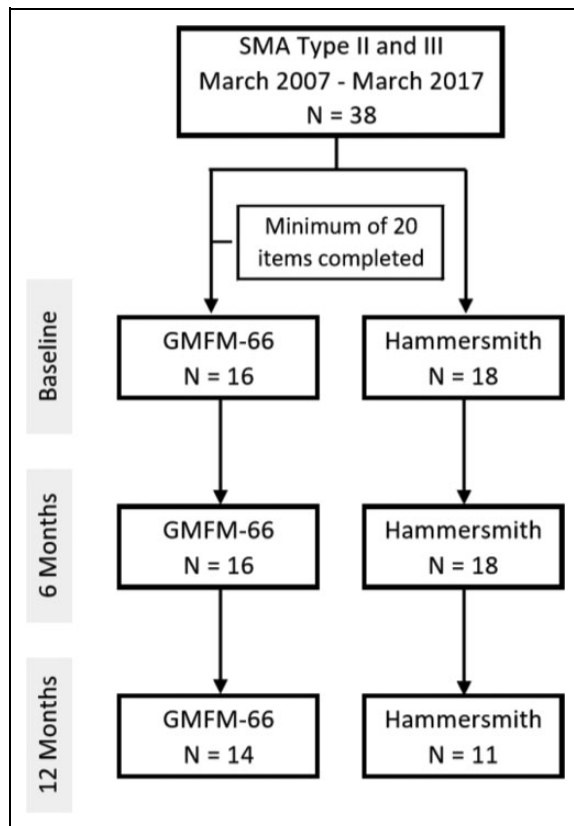 SMA Type II and III
March 2007 - March 2017
N = 38
Minimum of 20
items completed
Baseline
GMFM-66
N = 16
Hammersmith
N = 18
6 Months
GMFM-66
N = 16
Hammersmith
N = 18
12 Months
GMFM-66
N = 14
Hammersmith
N = 11